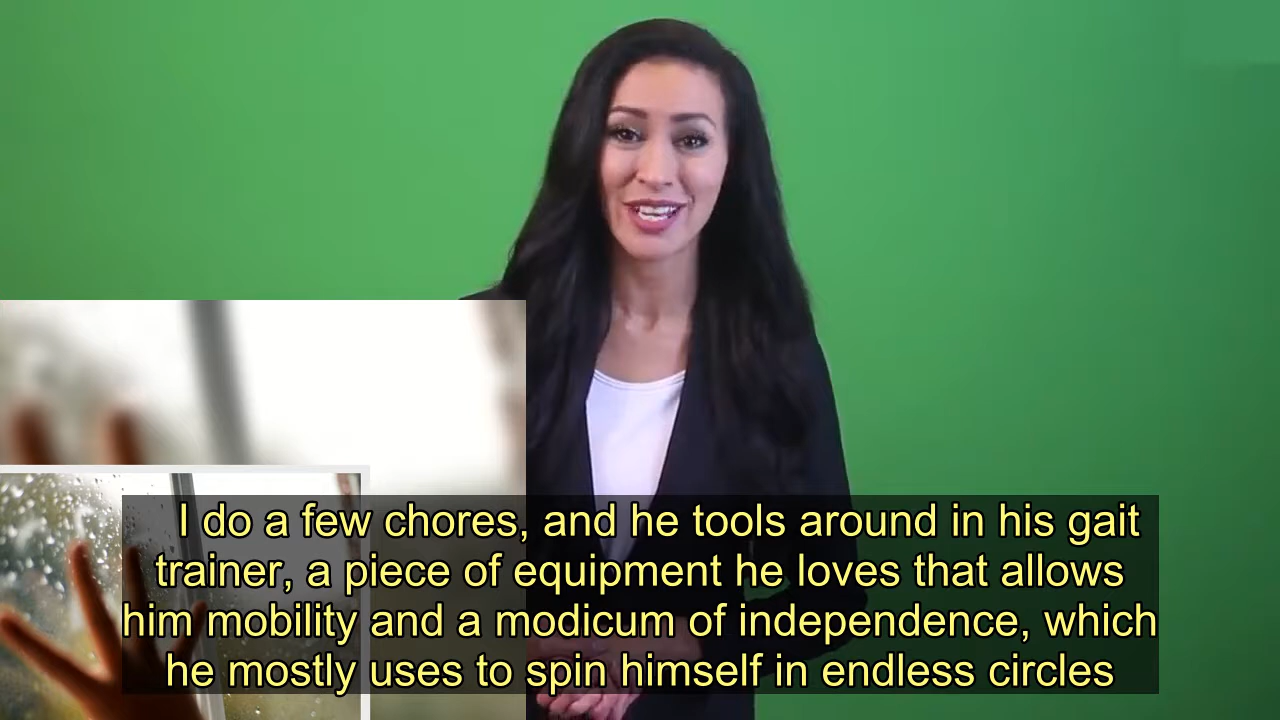 I do a few chores, and he tools around in his gait
trainer, a piece of equipment he loves that allows
him mobility and a modicum of independence, which
he mostly uses to spin himself in endless circles